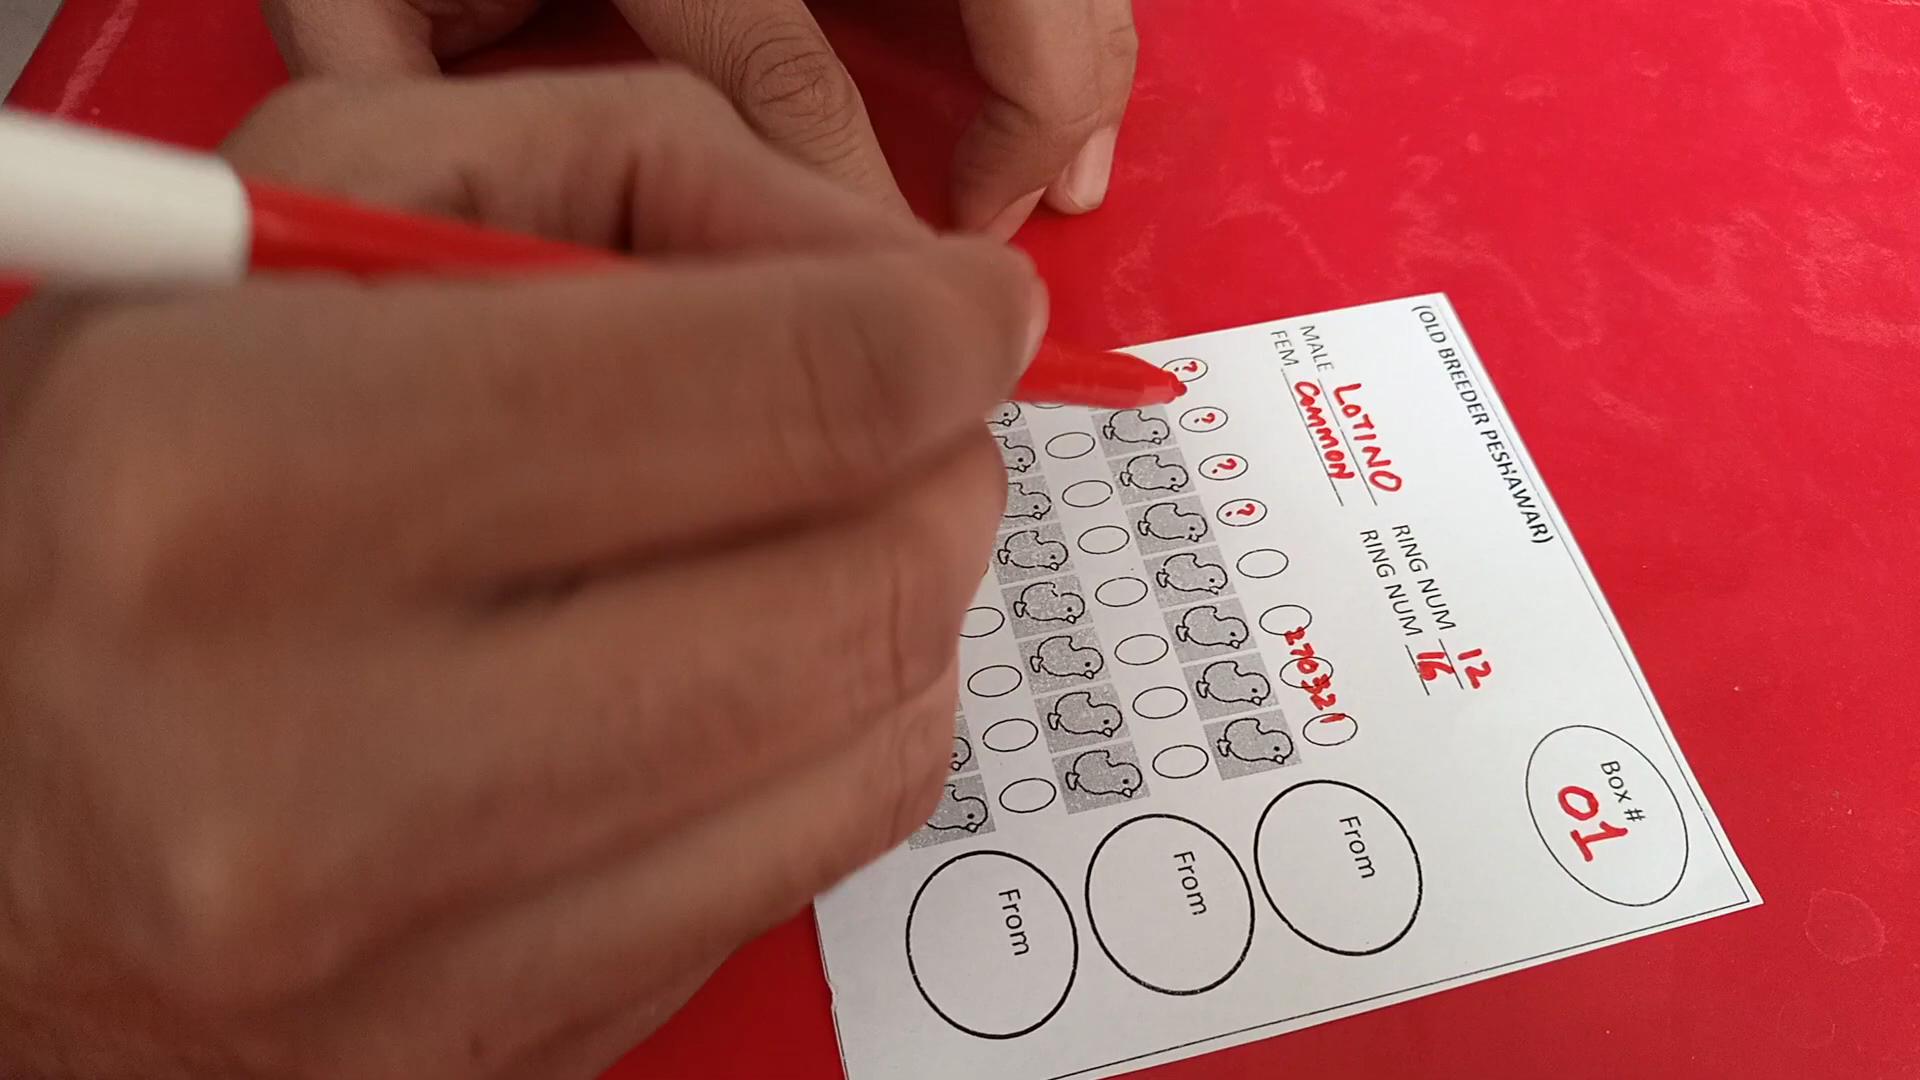 (OLD BREEDER PESHAWAR)
Box #
01
MALE LOTINO RING NUM 12
FEM COMMON RING NUM 16
? ? ? ?
From
From
From